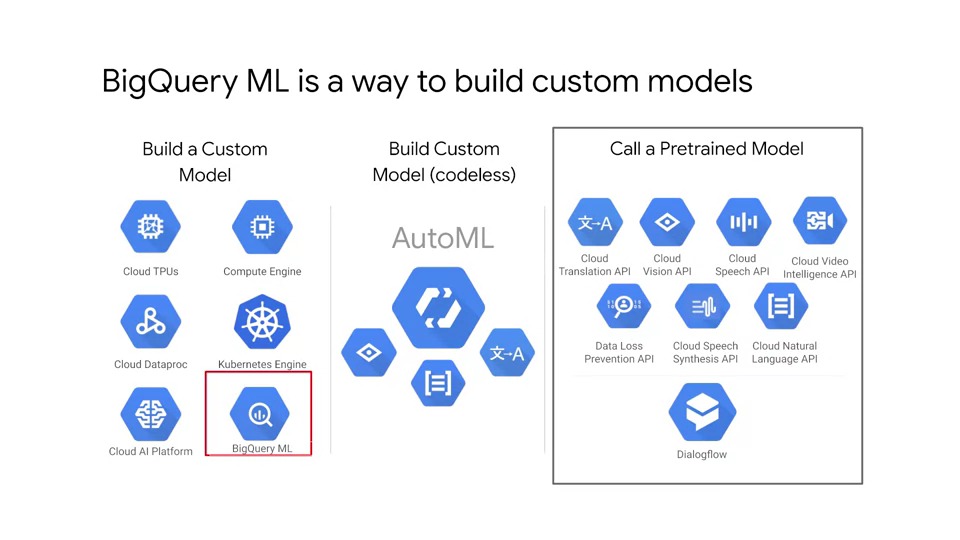 BigQuery ML is a way to build custom models
Build a Custom
Model
Cloud TPUs
Compute Engine
Cloud Dataproc
Kubernetes Engine
Cloud AI Platform
BigQuery ML
Build Custom
Model (codeless)
AutoML
文→A
Call a Pretrained Model
文→A
Cloud
Translation API
Cloud
Vision API
Cloud
Speech API
Cloud Video
Intelligence API
Data Loss
Prevention API
Cloud Speech
Synthesis API
Cloud Natural
Language API
Dialogflow